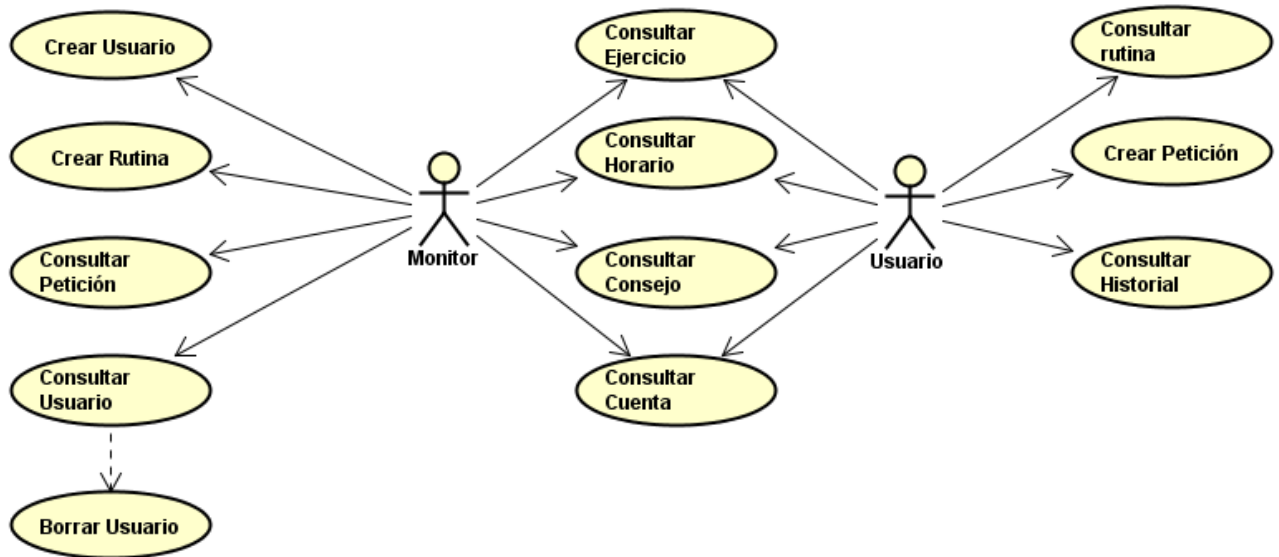 Crear Usuario
Consultar
Ejercicio
Consultar
rutina
Crear Rutina
Consultar
Horario
Crear Petición
Monitor
Usuario
Consultar
Petición
Consultar
Consejo
Consultar
Historial
Consultar
Usuario
Consultar
Cuenta
Borrar Usuario